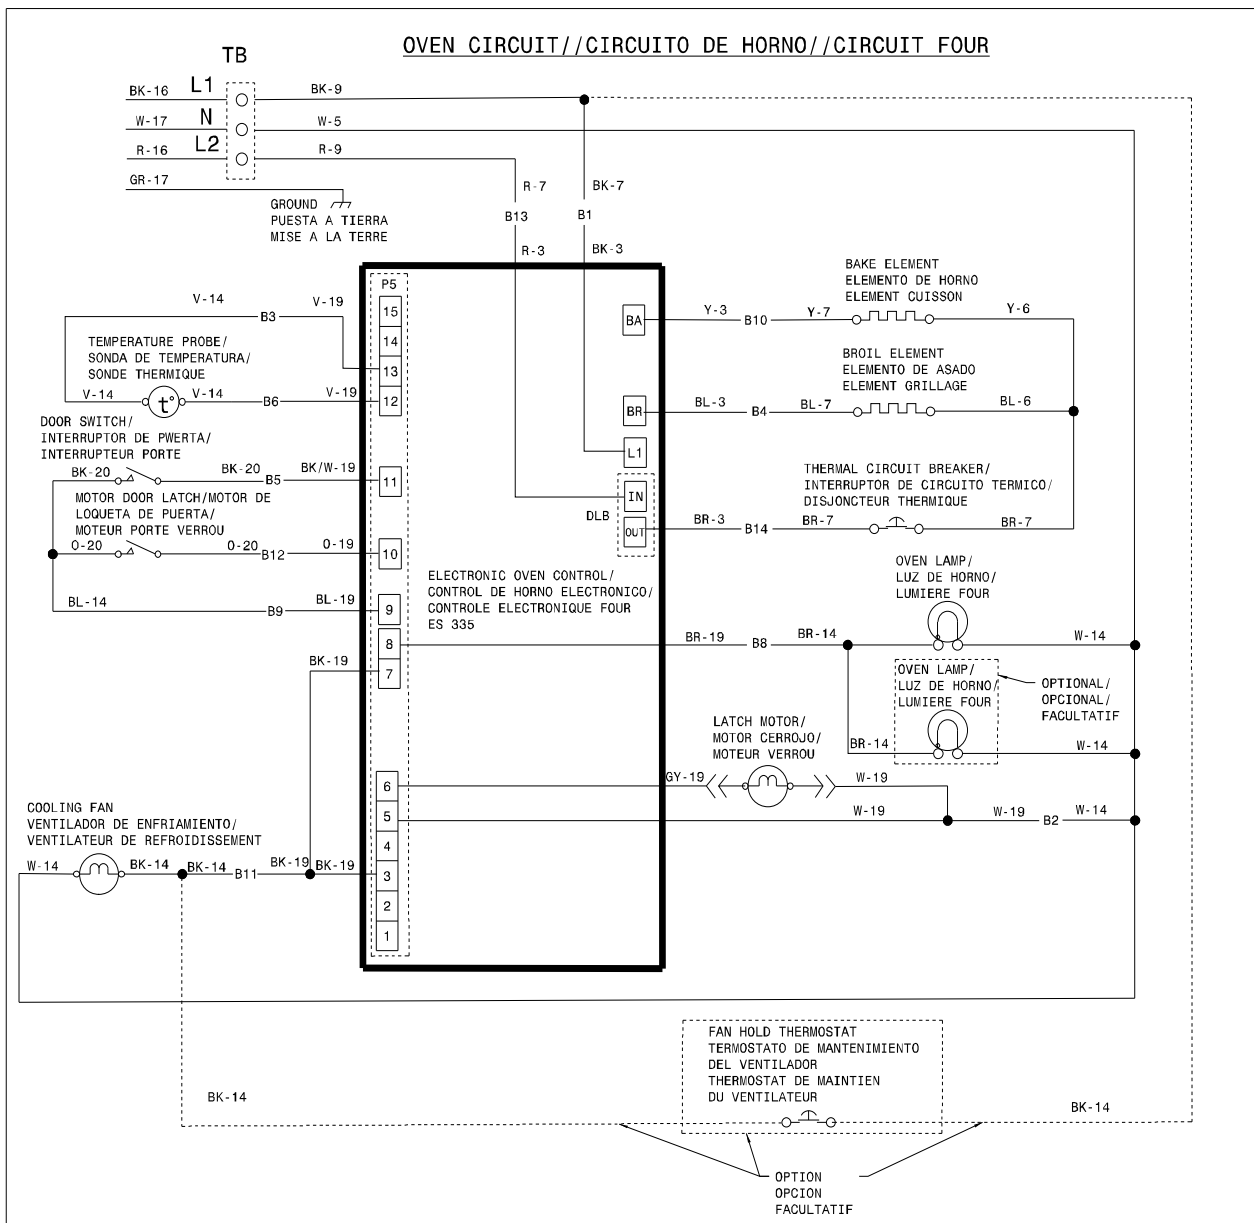 OVEN CIRCUIT//CIRCUITO DE HORNO//CIRCUIT FOUR
TB
BK-16
L1
BK-9
W-17
N
W-5
R-16
L2
R-9
GR-17
GROUND
PUESTA A TIERRA
MISE A LA TERRE
R-7
B13
R-3
BK-7
B1
BK-3
P5
15
14
13
12
11
10
9
8
7
6
5
4
3
2
1
V-14
B3
V-19
TEMPERATURE PROBE/
SONDA DE TEMPERATURA/
SONDE THERMIQUE
V-14
t°
V-14
B6
V-19
DOOR SWITCH/
INTERRUPTOR DE PWERTA/
INTERRUPTEUR PORTE
BK-20
BK-20
B5
BK/W-19
MOTOR DOOR LATCH/MOTOR DE
LOQUETA DE PUERTA/
MOTEUR PORTE VERROU
O-20
O-20
B12
O-19
BL-14
B9
BL-19
BK-19
BA
BR
L1
IN
DLB
OUT
ELECTRONIC OVEN CONTROL/
CONTROL DE HORNO ELECTRONICO/
CONTROLE ELECTRONIQUE FOUR
ES 335
BAKE ELEMENT
ELEMENTO DE HORNO
ELEMENT CUISSON
Y-3
B10
Y-7
Y-6
BROIL ELEMENT
ELEMENTO DE ASADO
ELEMENT GRILLAGE
BL-3
B4
BL-7
BL-6
THERMAL CIRCUIT BREAKER/
INTERRUPTOR DE CIRCUITO TERMICO/
DISJONCTEUR THERMIQUE
BR-3
B14
BR-7
BR-7
OVEN LAMP/
LUZ DE HORNO/
LUMIERE FOUR
BR-19
B8
BR-14
W-14
OVEN LAMP/
LUZ DE HORNO/
LUMIERE FOUR
OPTIONAL/
OPCIONAL/
FACULTATIF
BR-14
W-14
LATCH MOTOR/
MOTOR CERROJO/
MOTEUR VERROU
GY-19
W-19
W-19
W-19
B2
W-14
COOLING FAN
VENTILADOR DE ENFRIAMIENTO/
VENTILATEUR DE REFROIDISSEMENT
W-14
BK-14
BK-14
B11
BK-19
BK-19
FAN HOLD THERMOSTAT
TERMOSTATO DE MANTENIMIENTO
DEL VENTILADOR
THERMOSTAT DE MAINTIEN
DU VENTILATEUR
BK-14
BK-14
OPTION
OPCION
FACULTATIF